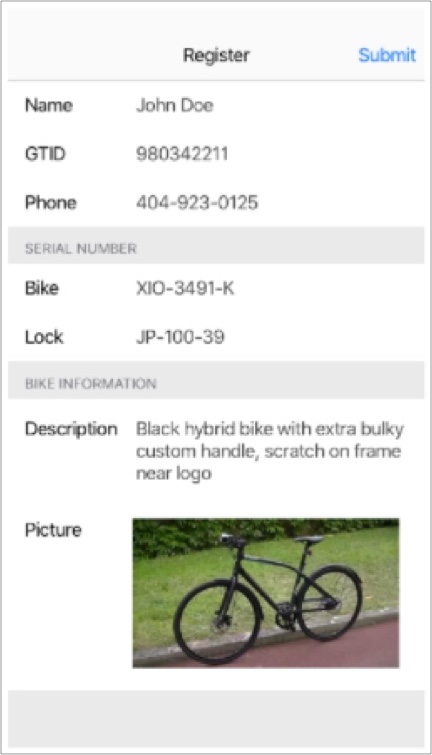 Register Submit
Name John Doe
GTID 980342211
Phone 404-923-0125
SERIAL NUMBER
Bike XIO-3491-K
Lock JP-100-39
BIKE INFORMATION
Description Black hybrid bike with extra bulky
custom handle, scratch on frame
near logo
Picture